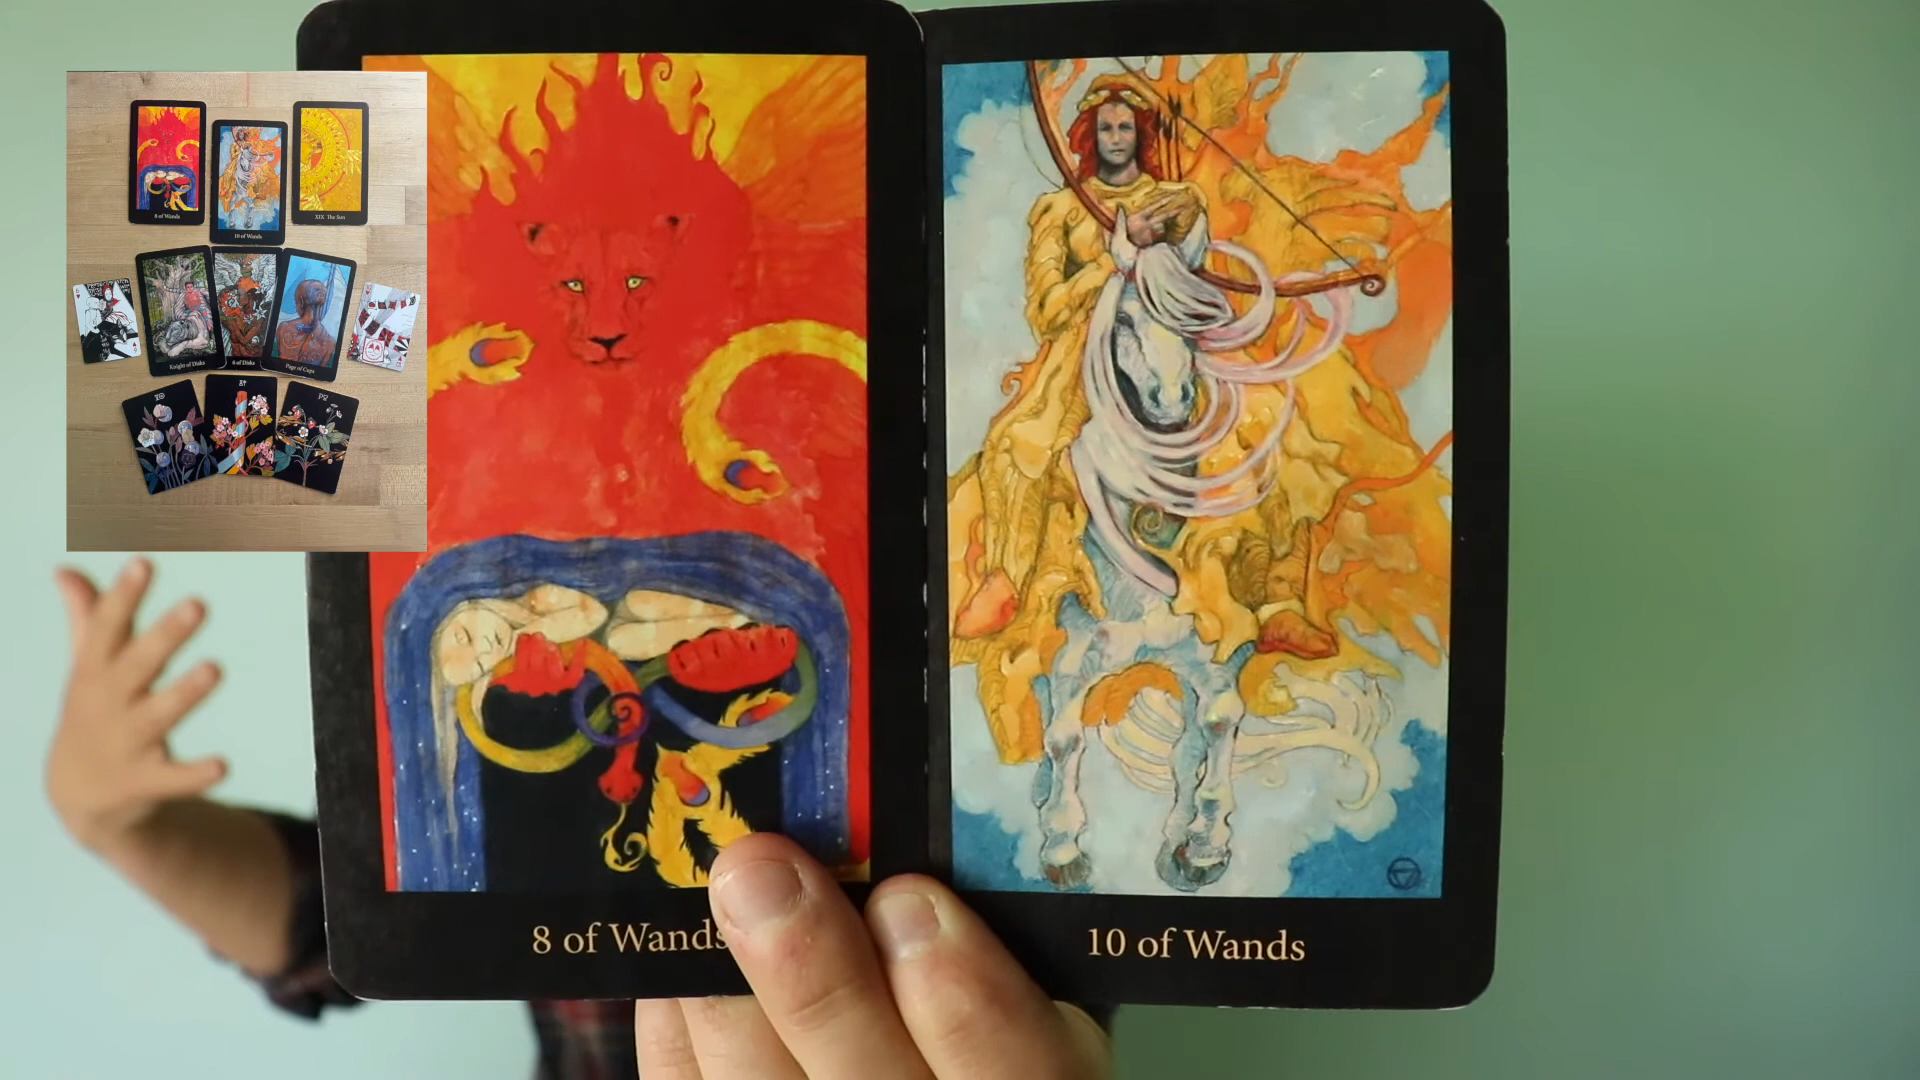 8 of Wands
10 of Wands
XIX The Sun
8 of Wands
10 of Wands
Knight of Disks
6 of Disks
Page of Cups